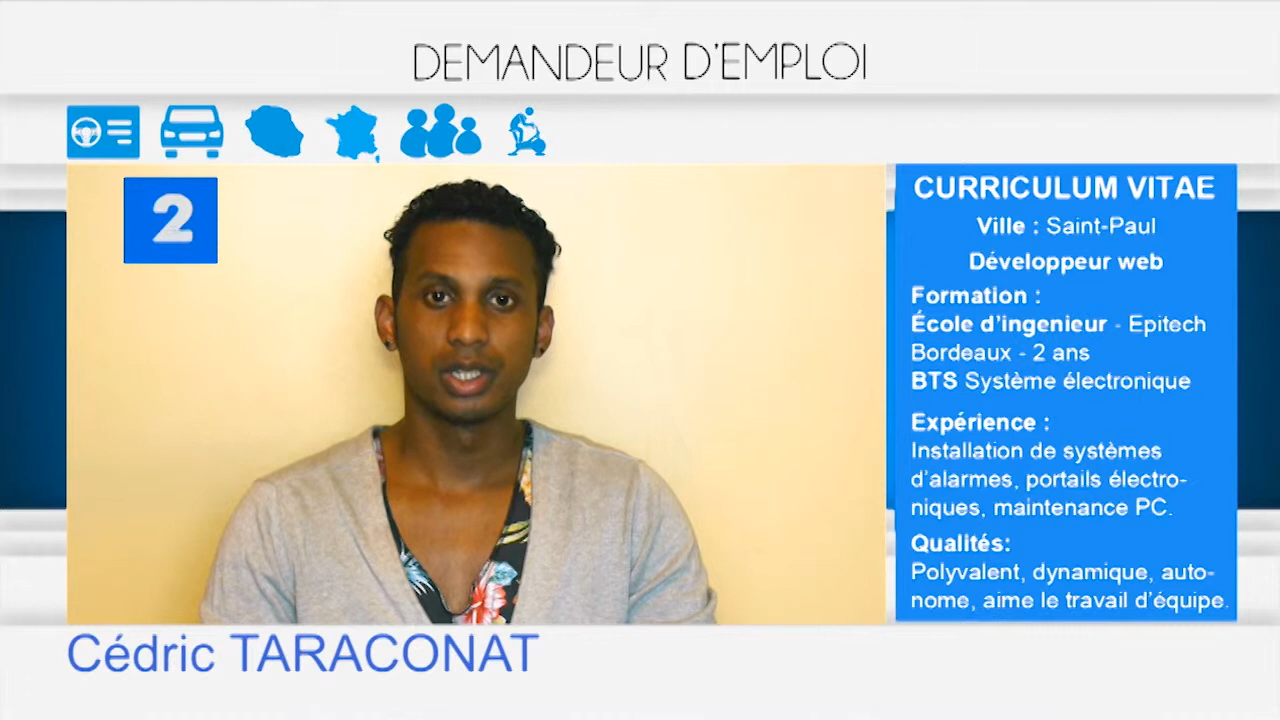 DEMANDEUR D'EMPLOI
2
CURRICULUM VITAE
Ville : Saint-Paul
Développeur web
Formation :
École d'ingenieur - Epitech
Bordeaux - 2 ans
BTS Système électronique
Expérience :
Installation de systèmes
d'alarmes, portails électro-
niques, maintenance PC.
Qualités:
Polyvalent, dynamique, auto-
nome, aime le travail d'équipe.
Cédric TARACONAT